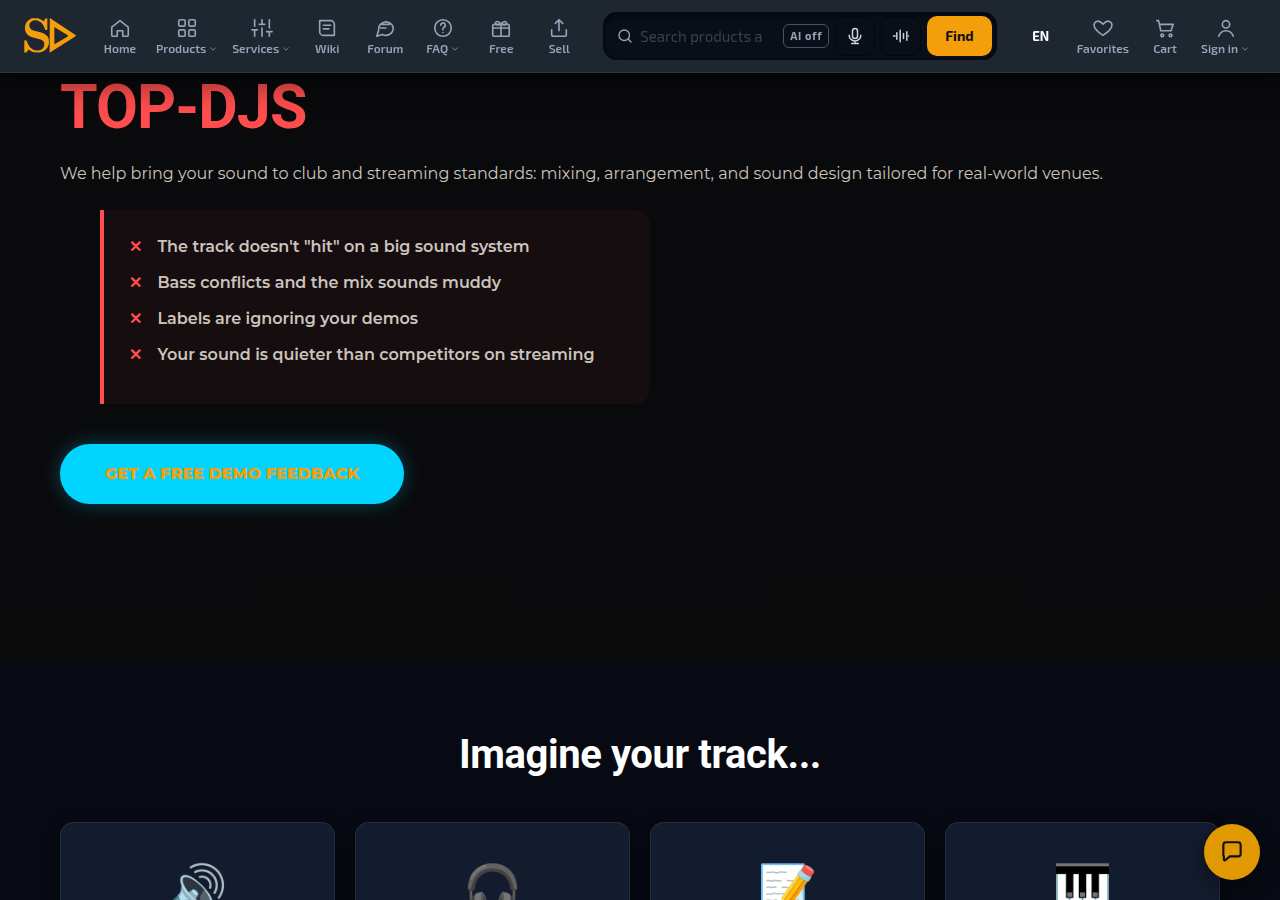 Home
Products
Services
Wiki
Forum
FAQ
Free
Sell
Search products a
AI off
Find
EN
Favorites
Cart
Sign in
TOP-DJS
We help bring your sound to club and streaming standards: mixing, arrangement, and sound design tailored for real-world venues.
✕ The track doesn't "hit" on a big sound system
✕ Bass conflicts and the mix sounds muddy
✕ Labels are ignoring your demos
✕ Your sound is quieter than competitors on streaming
GET A FREE DEMO FEEDBACK
Imagine your track...